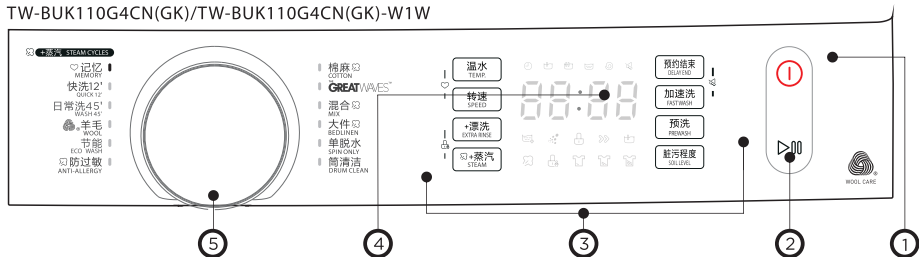 TW-BUK110G4CN(GK)/TW-BUK110G4CN(GK)-W1W
+蒸汽 STEAM CYCLES
记忆
MEMORY
快洗12'
QUICK 12'
日常洗45'
WASH 45'
羊毛
WOOL
节能
ECO WASH
防过敏
ANTI-ALLERGY
棉麻
COTTON
GREATWAVES
混合
MIX
大件
BEDLINEN
单脱水
SPINONLY
筒清洁
DRUM CLEAN
温水
TEMP.
转速
SPEED
+漂洗
EXTRA RINSE
+蒸汽
STEAM
88:88
预约结束
DELAY END
加速洗
FAST WASH
预洗
PREWASH
脏污程度
SOIL LEVEL
WOOL CARE
5
4
3
2
1